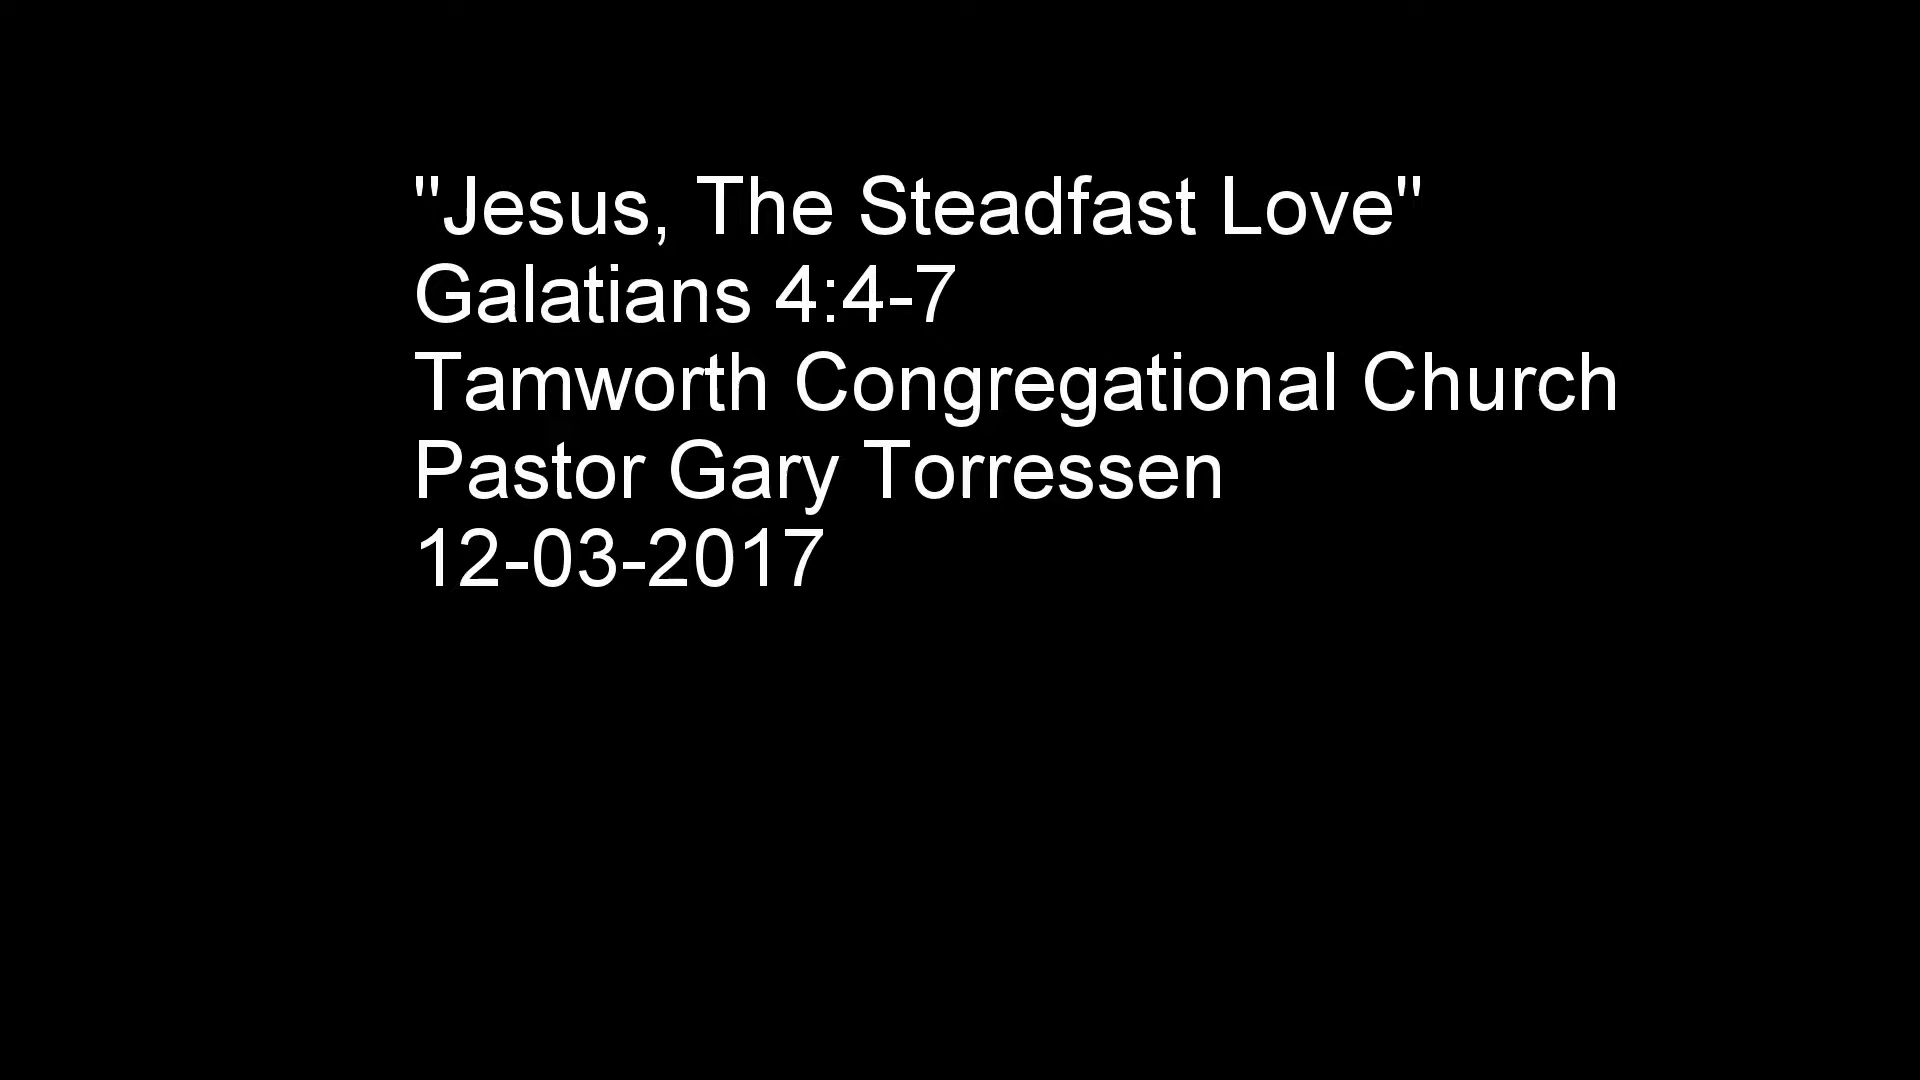 "Jesus, The Steadfast Love"
Galatians 4:4-7
Tamworth Congregational Church
Pastor Gary Torressen
12-03-2017